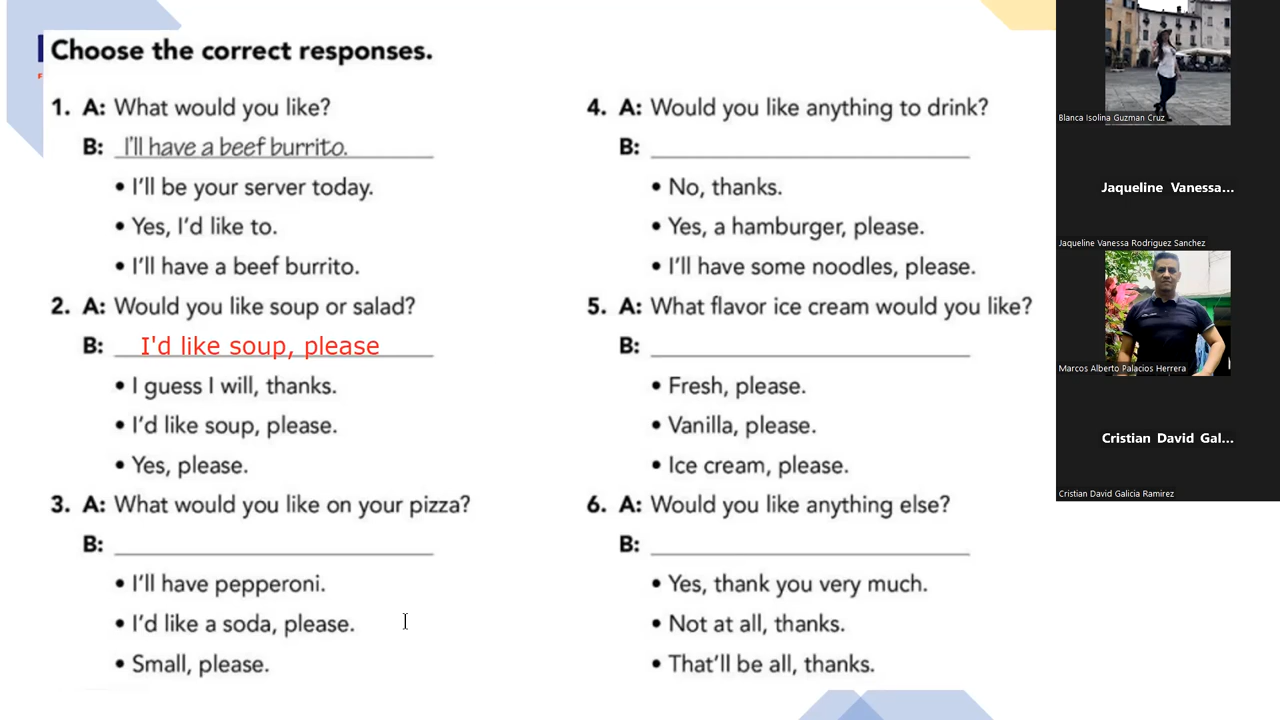 Choose the correct responses.
1. A: What would you like?
B: I'll have a beef burrito.
• I'll be your server today.
• Yes, I'd like to.
• I'll have a beef burrito.
2. A: Would you like soup or salad?
B: I'd like soup, please
• I guess I will, thanks.
• I'd like soup, please.
• Yes, please.
3. A: What would you like on your pizza?
B:
• I'll have pepperoni.
• I'd like a soda, please.
• Small, please.
4. A: Would you like anything to drink?
B:
• No, thanks.
• Yes, a hamburger, please.
• I'll have some noodles, please.
5. A: What flavor ice cream would you like?
B:
• Fresh, please.
• Vanilla, please.
• Ice cream, please.
6. A: Would you like anything else?
B:
• Yes, thank you very much.
• Not at all, thanks.
• That'll be all, thanks.
Blanca Isolina Guzman Cruz
Jaqueline Vanessa...
Jaqueline Vanessa Rodriguez Sanchez
Marcos Alberto Palacios Herrera
Cristian David Gal...
Cristian David Galicia Ramirez